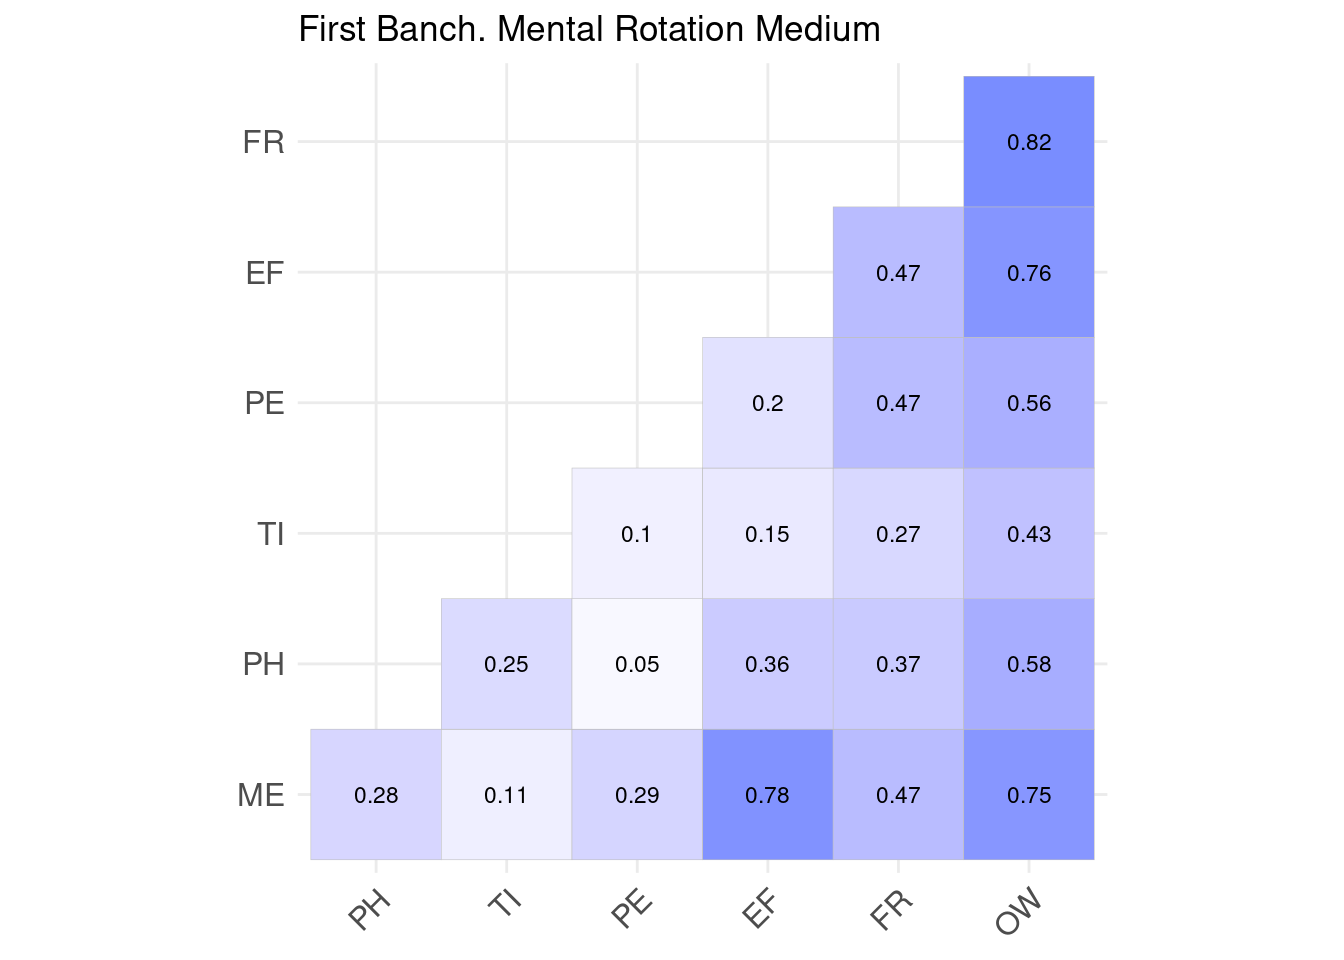 First Banch. Mental Rotation Medium
FR 0.82
EF 0.47 0.76
PE 0.2 0.47 0.56
TI 0.1 0.15 0.27 0.43
PH 0.25 0.05 0.36 0.37 0.58
ME 0.28 0.11 0.29 0.78 0.47 0.75
PH TI PE EF FR OW